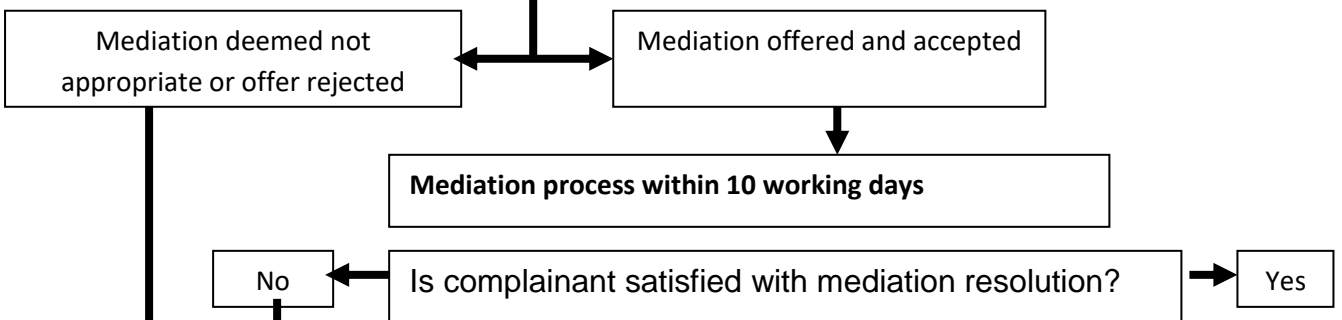 Mediation deemed not
appropriate or offer rejected
Mediation offered and accepted
Mediation process within 10 working days
No
Is complainant satisfied with mediation resolution?
Yes